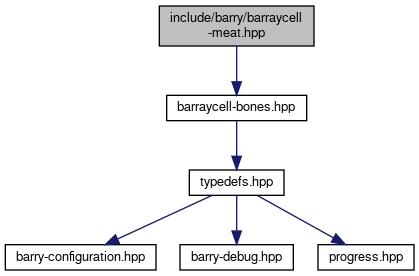 include/barry/barraycell
-meat.hpp
barraycell-bones.hpp
typedefs.hpp
barry-configuration.hpp
barry-debug.hpp
progress.hpp